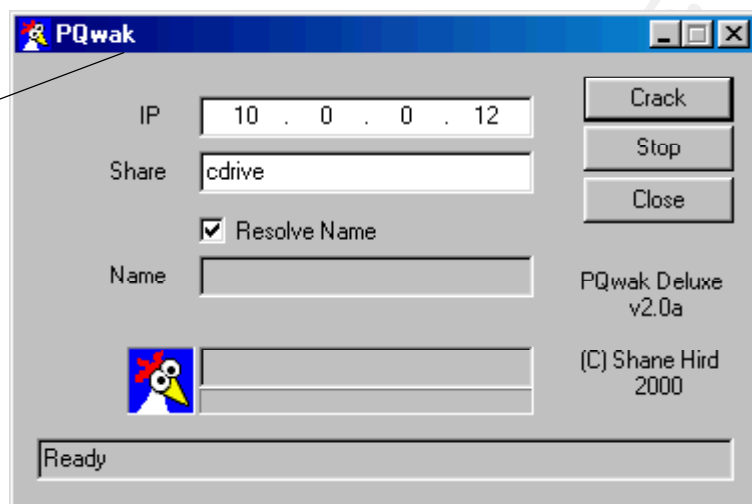 PQwak
IP 10 . 0 . 0 . 12
Share cdrive
Resolve Name
Name
Crack
Stop
Close
PQwak Deluxe
v2.0a
(C) Shane Hird
2000
Ready